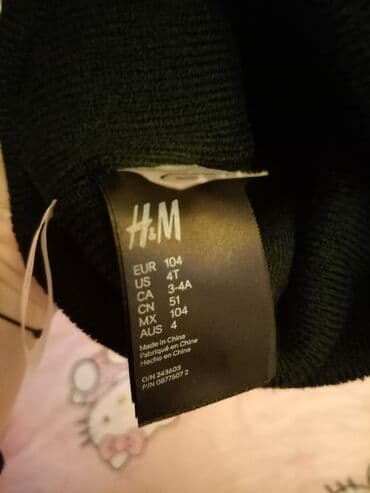 H&M
EUR 104
US 4T
CA 3-4A
CN 51
MX 104
AUS 4
Made in China
Fabriqué en Chine
Hecho en China
O/N 243603
P/N 0877507 2